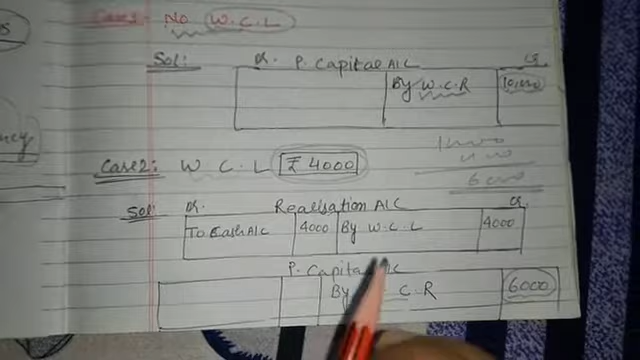 Case1: No W.C.L
Sol: Dr. P. Capital A/C Cr.
By W.C.R 10,000
Case2: W C L ₹ 4000
10000
4000
6000
Sol: Dr. Realisation A/C Cr.
To Cash A/C 4000 By W.C.L 4000
P. Capital A/C
By C.R 6000